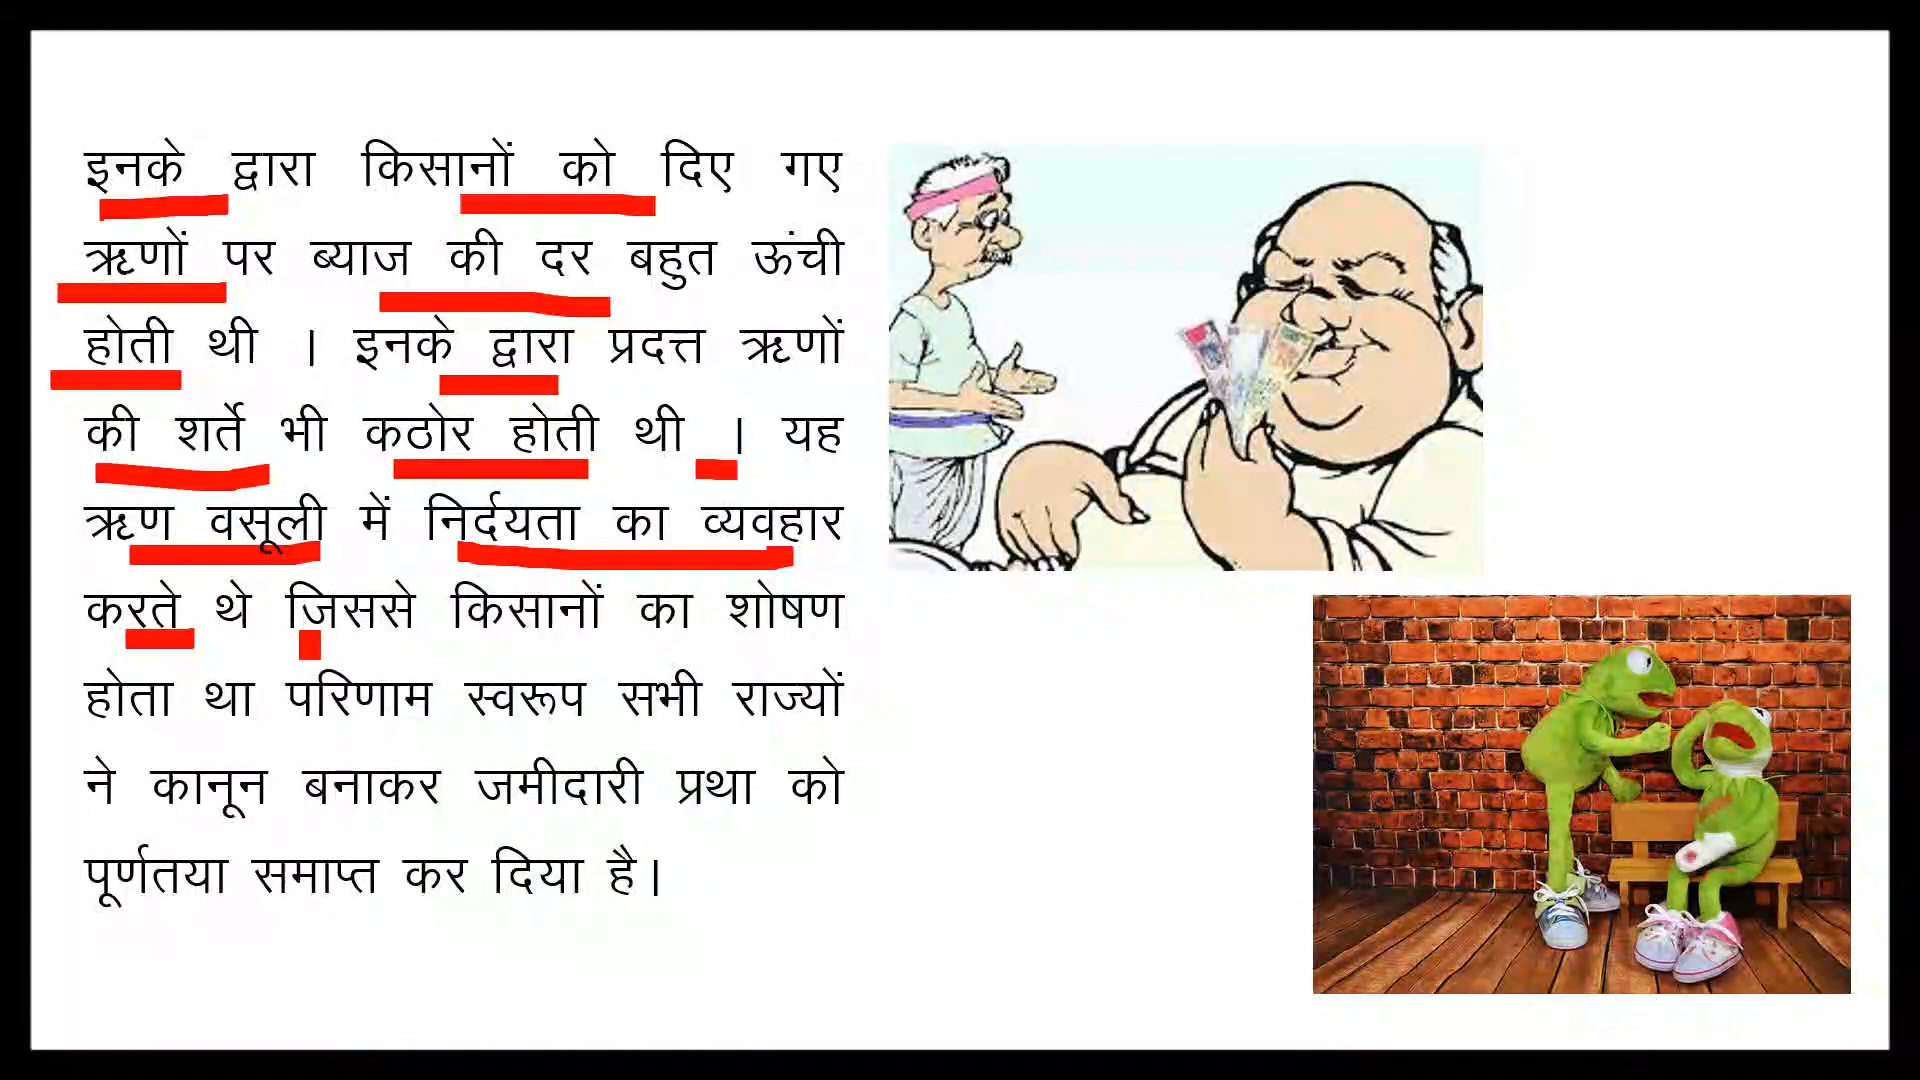 इनके द्वारा किसानों को दिए गए
ऋणों पर ब्याज की दर बहुत ऊंची
होती थी । इनके द्वारा प्रदत्त ऋणों
की शर्ते भी कठोर होती थी । यह
ऋण वसूली में निर्दयता का व्यवहार
करते थे जिससे किसानों का शोषण
होता था परिणाम स्वरूप सभी राज्यों
ने कानून बनाकर जमीदारी प्रथा को
पूर्णतया समाप्त कर दिया है।